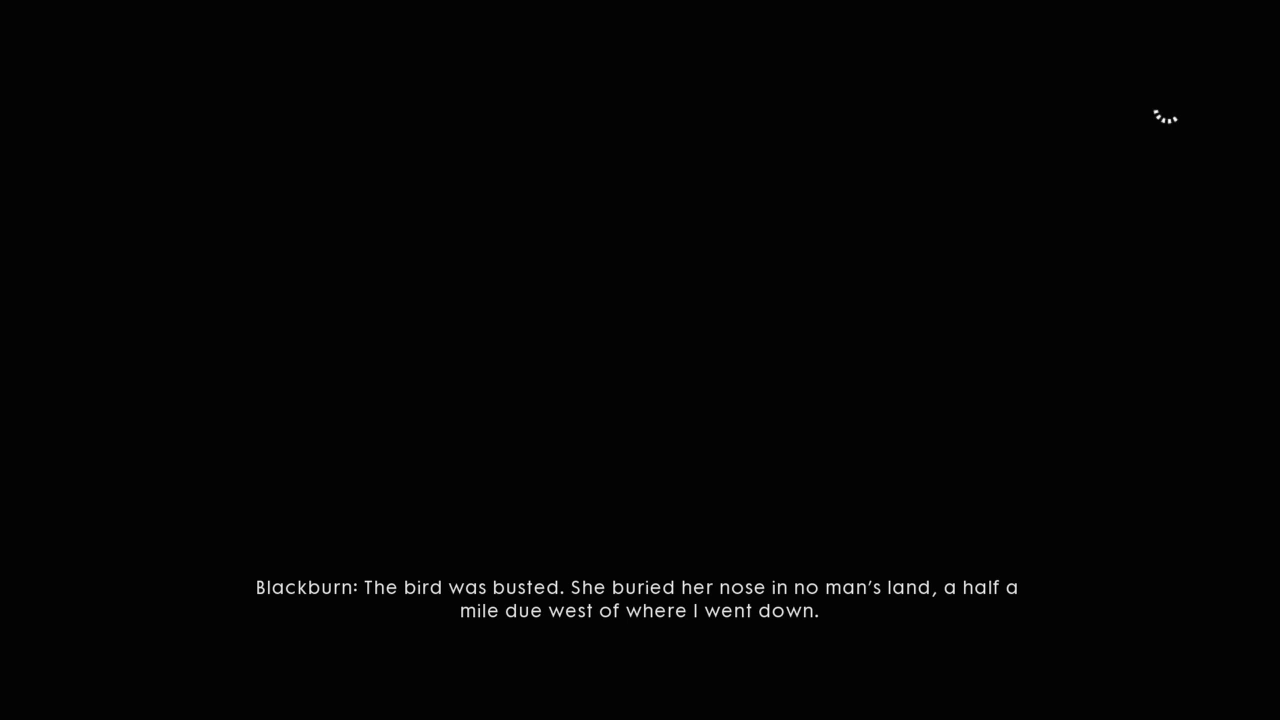 Blackburn: The bird was busted. She buried her nose in no man's land, a half a
mile due west of where I went down.